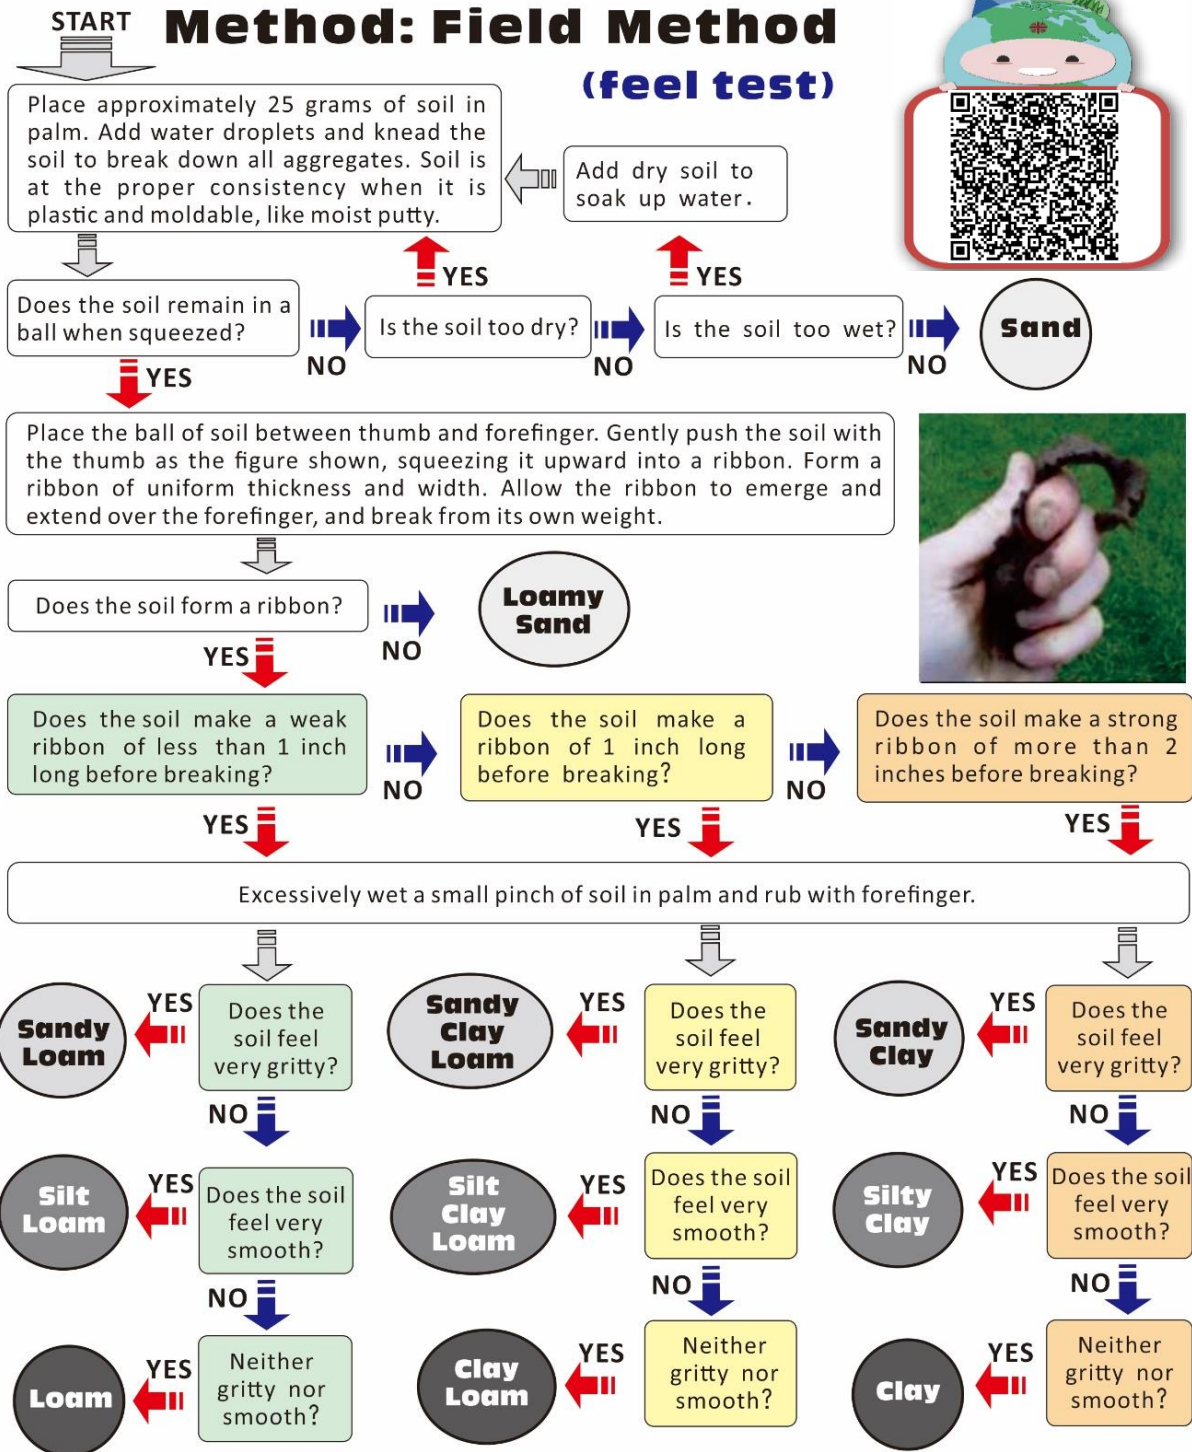 START
Method: Field Method
(feel test)
Place approximately 25 grams of soil in
palm. Add water droplets and knead the
soil to break down all aggregates. Soil is
at the proper consistency when it is
plastic and moldable, like moist putty.
Add dry soil to
soak up water.
YES
YES
Does the soil remain in a
ball when squeezed?
NO
Is the soil too dry?
NO
Is the soil too wet?
NO
Sand
YES
Place the ball of soil between thumb and forefinger. Gently push the soil with
the thumb as the figure shown, squeezing it upward into a ribbon. Form a
ribbon of uniform thickness and width. Allow the ribbon to emerge and
extend over the forefinger, and break from its own weight.
Does the soil form a ribbon?
NO
Loamy
Sand
YES
Does the soil make a weak
ribbon of less than 1 inch
long before breaking?
NO
Does the soil make a
ribbon of 1 inch long
before breaking?
NO
Does the soil make a strong
ribbon of more than 2
inches before breaking?
YES
YES
YES
Excessively wet a small pinch of soil in palm and rub with forefinger.
Sandy
Loam
YES
Does the
soil feel
very gritty?
Sandy
Clay
Loam
YES
Does the
soil feel
very gritty?
Sandy
Clay
YES
Does the
soil feel
very gritty?
NO
NO
NO
Silt
Loam
YES
Does the soil
feel very
smooth?
Silt
Clay
Loam
YES
Does the soil
feel very
smooth?
Silty
Clay
YES
Does the soil
feel very
smooth?
NO
NO
NO
Loam
YES
Neither
gritty nor
smooth?
Clay
Loam
YES
Neither
gritty nor
smooth?
Clay
YES
Neither
gritty nor
smooth?